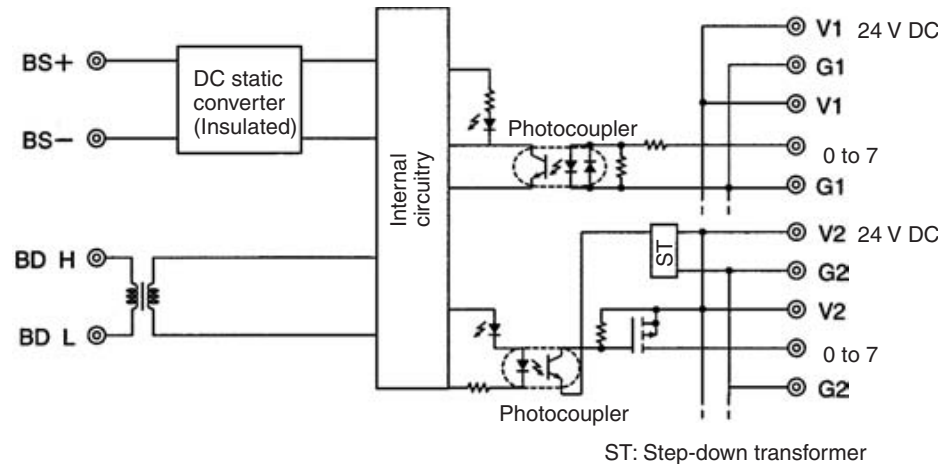 BS+
BS−
DC static
converter
(Insulated)
BD H
BD L
Internal
circuitry
Photocoupler
V1 24 V DC
G1
V1
0 to 7
G1
V2 24 V DC
ST
G2
V2
0 to 7
G2
Photocoupler
ST: Step-down transformer